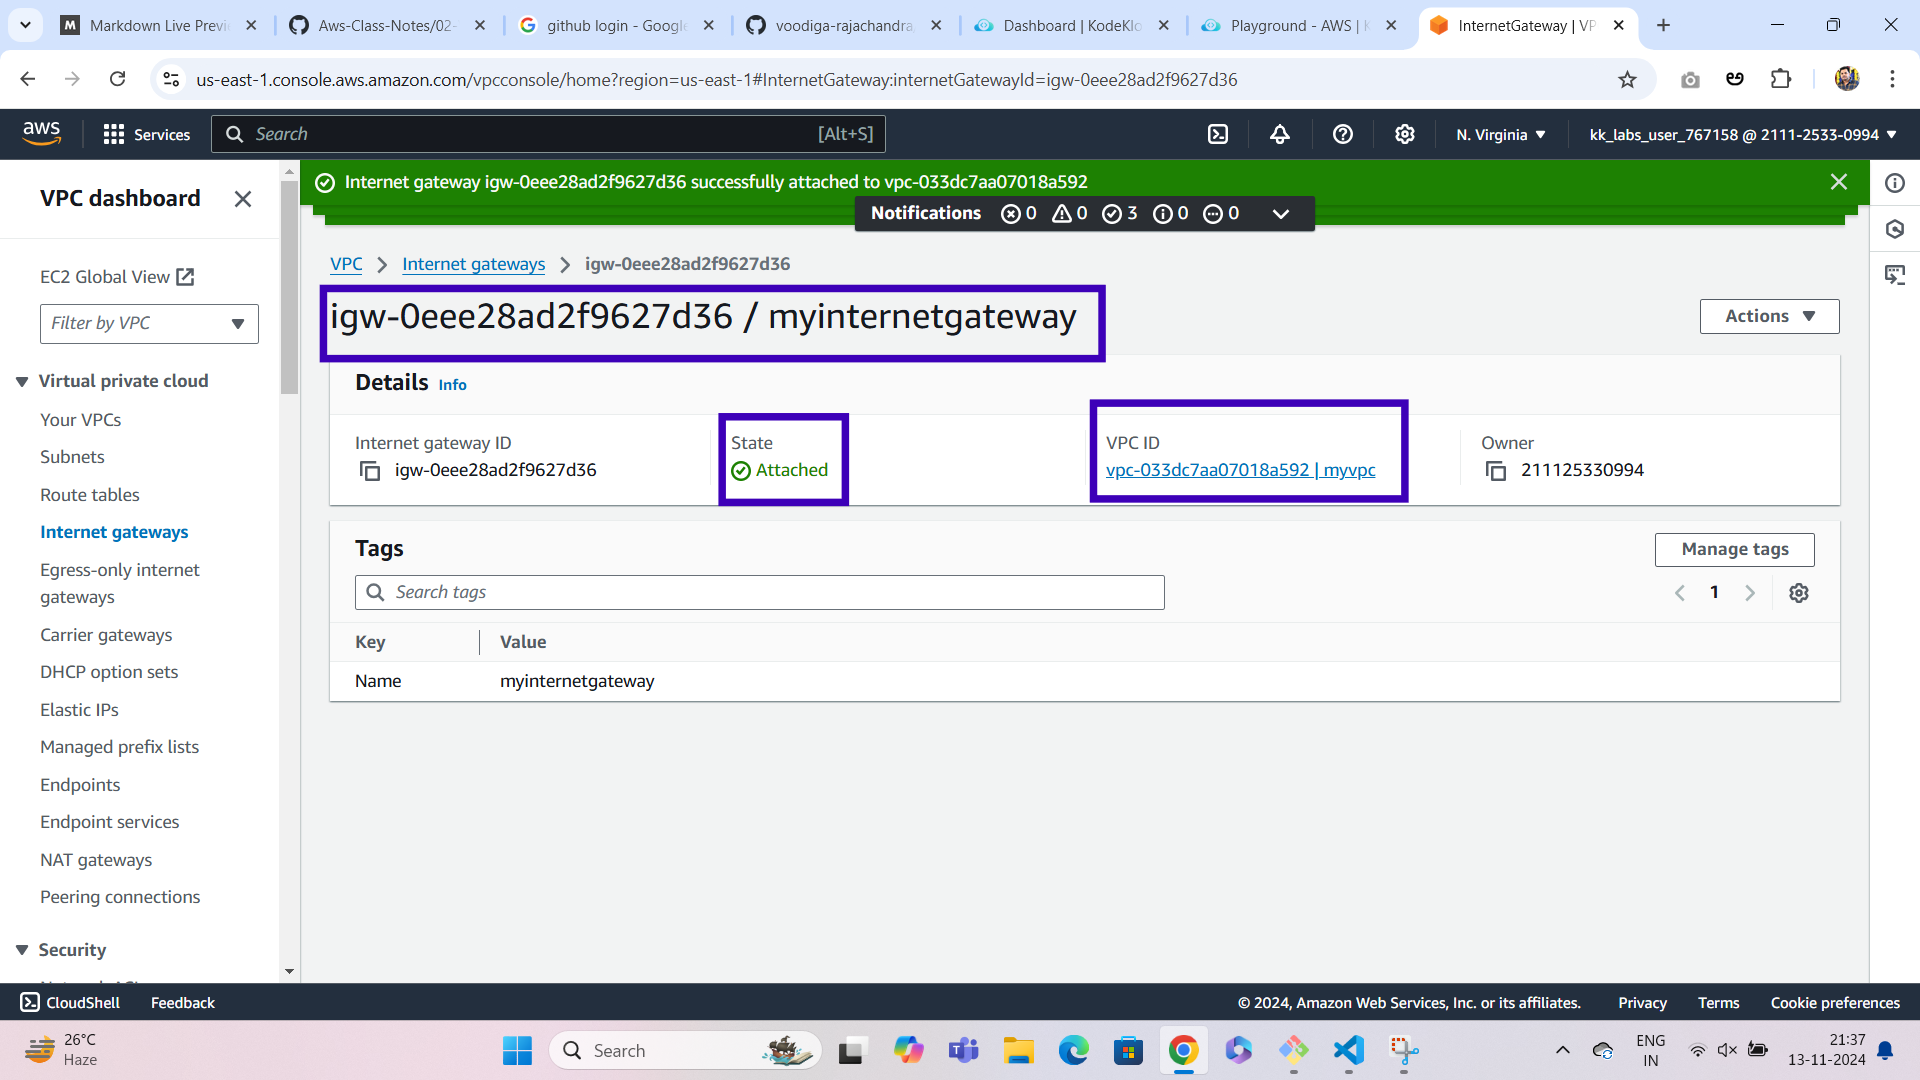 Markdown Live Previ
Aws-Class-Notes/02-
github login - Google
voodiga-rajachandra
Dashboard | KodeKlo
Playground - AWS | K
InternetGateway | VP
us-east-1.console.aws.amazon.com/vpcconsole/home?region=us-east-1#InternetGateway:internetGatewayId=igw-0eee28ad2f9627d36
aws
Services
Search
[Alt+S]
N. Virginia
kk_labs_user_767158 @ 2111-2533-0994
VPC dashboard
EC2 Global View
Filter by VPC
Virtual private cloud
Your VPCs
Subnets
Route tables
Internet gateways
Egress-only internet
gateways
Carrier gateways
DHCP option sets
Elastic IPs
Managed prefix lists
Endpoints
Endpoint services
NAT gateways
Peering connections
Security
Internet gateway igw-0eee28ad2f9627d36 successfully attached to vpc-033dc7aa07018a592
Notifications 0 0 3 0 0
VPC > Internet gateways > igw-0eee28ad2f9627d36
igw-0eee28ad2f9627d36 / myinternetgateway
Actions
Details Info
Internet gateway ID
igw-0eee28ad2f9627d36
State
Attached
VPC ID
vpc-033dc7aa07018a592 | myvpc
Owner
211125330994
Tags
Manage tags
Search tags
1
Key Value
Name myinternetgateway
CloudShell
Feedback
© 2024, Amazon Web Services, Inc. or its affiliates.
Privacy
Terms
Cookie preferences
26°C
Haze
Search
ENG
IN
21:37
13-11-2024